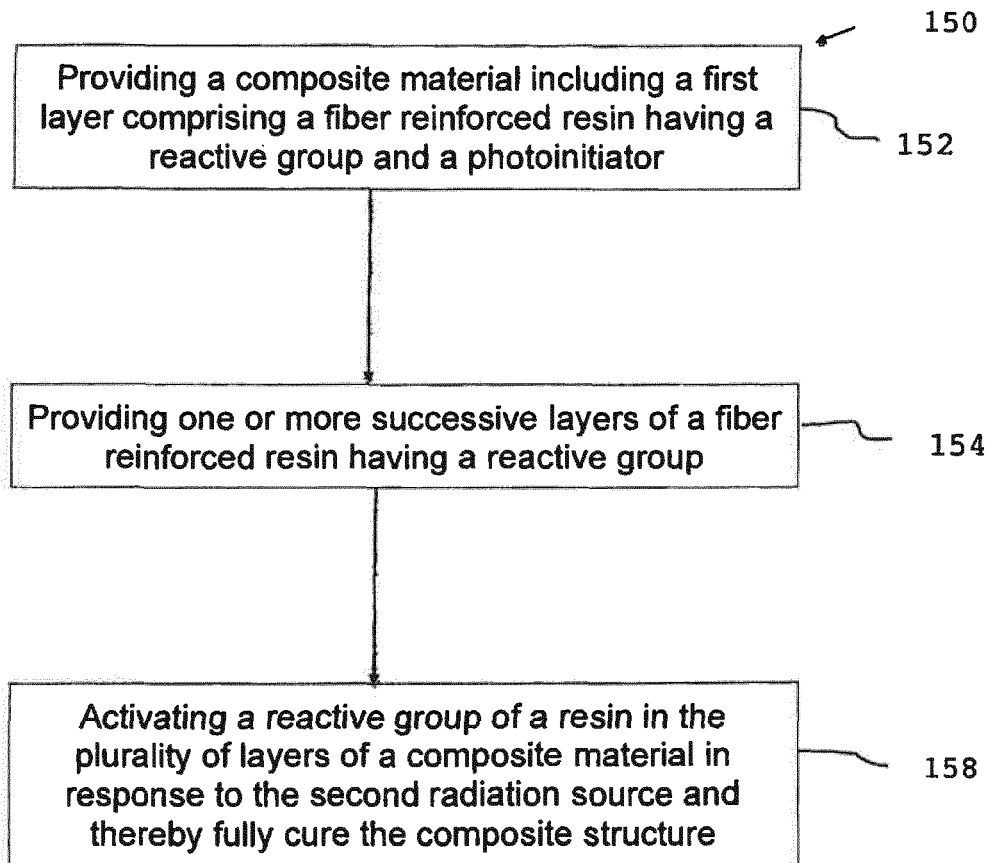 150
Providing a composite material including a first
layer comprising a fiber reinforced resin having a
reactive group and a photoinitiator
152
Providing one or more successive layers of a fiber
reinforced resin having a reactive group
154
Activating a reactive group of a resin in the
plurality of layers of a composite material in
response to the second radiation source and
thereby fully cure the composite structure
158